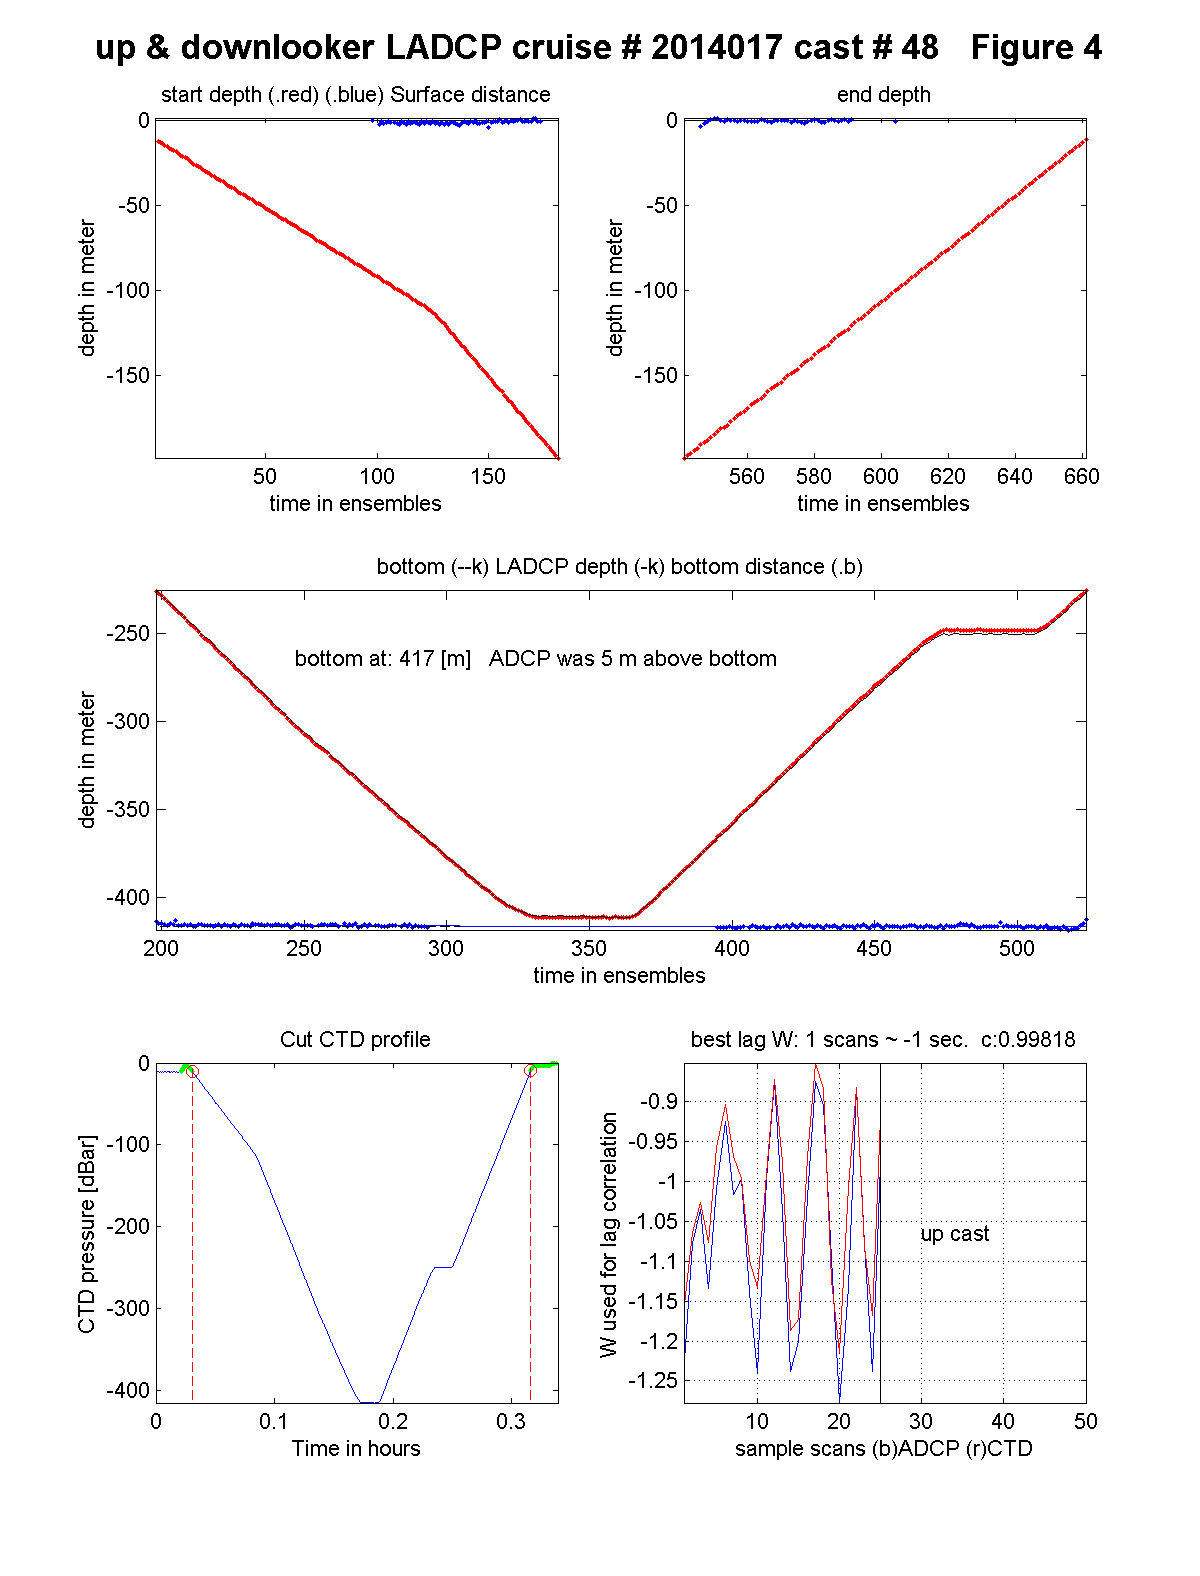 up & downlooker LADCP cruise # 2014017 cast # 48   Figure 4
start depth (.red) (.blue) Surface distance
0
-50
-100
-150
depth in meter
50 100 150
time in ensembles
end depth
0
-50
-100
-150
depth in meter
560 580 600 620 640 660
time in ensembles
bottom (--k) LADCP depth (-k) bottom distance (.b)
-250
-300
-350
-400
depth in meter
bottom at: 417 [m]   ADCP was 5 m above bottom
200 250 300 350 400 450 500
time in ensembles
Cut CTD profile
0
-100
-200
-300
-400
CTD pressure [dBar]
0 0.1 0.2 0.3
Time in hours
best lag W: 1 scans ~ -1 sec.  c:0.99818
-0.9
-0.95
-1
-1.05
-1.1
-1.15
-1.2
-1.25
W used for lag correlation
up cast
10 20 30 40 50
sample scans (b)ADCP (r)CTD